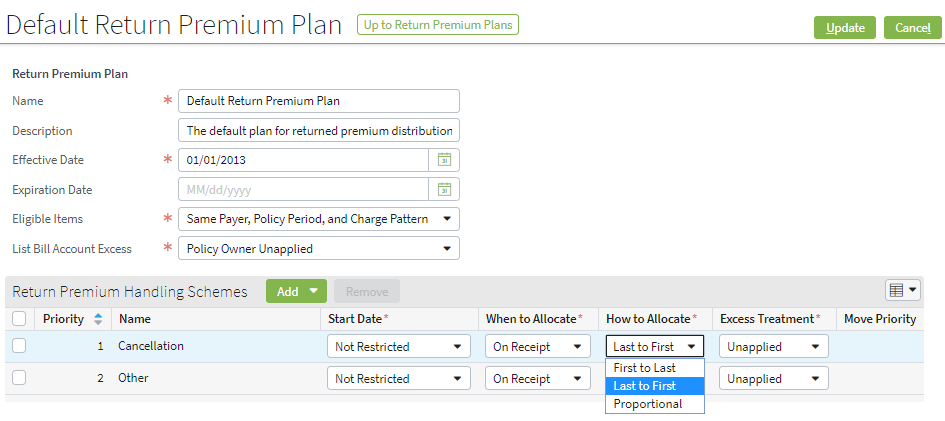 Default Return Premium Plan Up to Return Premium Plans Update Cancel
Return Premium Plan
Name * Default Return Premium Plan
Description The default plan for returned premium distribution
Effective Date * 01/01/2013 31
Expiration Date MM/dd/yyyy 31
Eligible Items * Same Payer, Policy Period, and Charge Pattern
List Bill Account Excess * Policy Owner Unapplied
Return Premium Handling Schemes Add Remove
Priority Name Start Date* When to Allocate* How to Allocate* Excess Treatment* Move Priority
1 Cancellation Not Restricted On Receipt Last to First Unapplied
First to Last
2 Other Not Restricted On Receipt Last to First Unapplied
Proportional